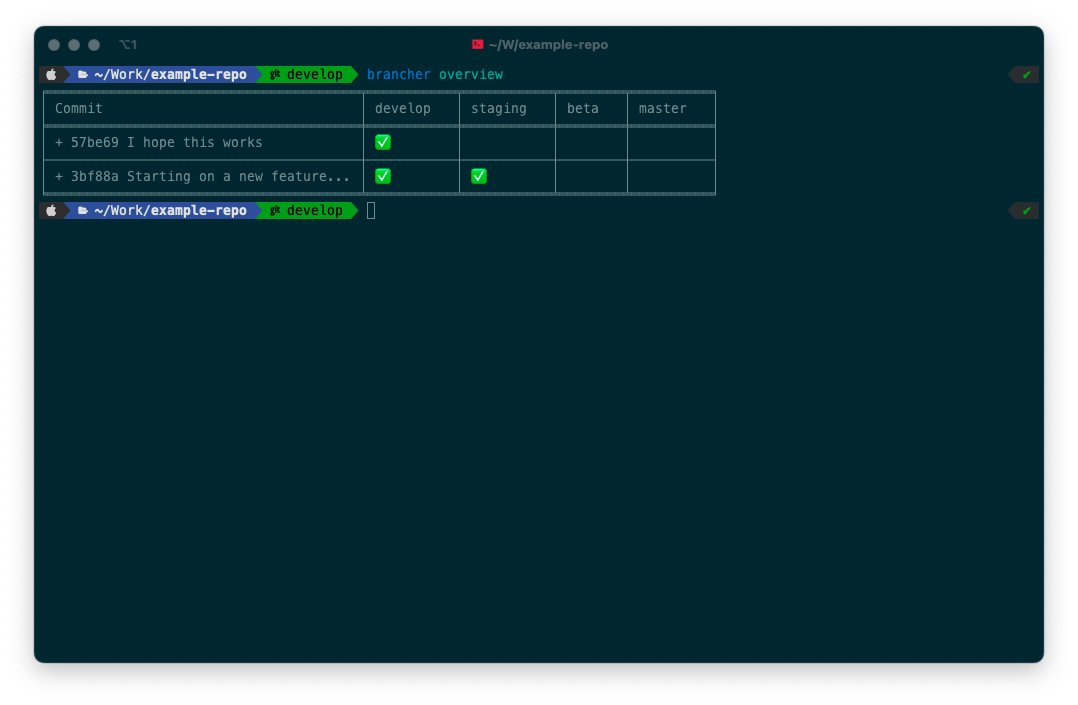 ⌥1 ~/W/example-repo
~/Work/example-repo git develop brancher overview ✔
Commit develop staging beta master
+ 57be69 I hope this works ✅
+ 3bf88a Starting on a new feature... ✅ ✅
~/Work/example-repo git develop ✔